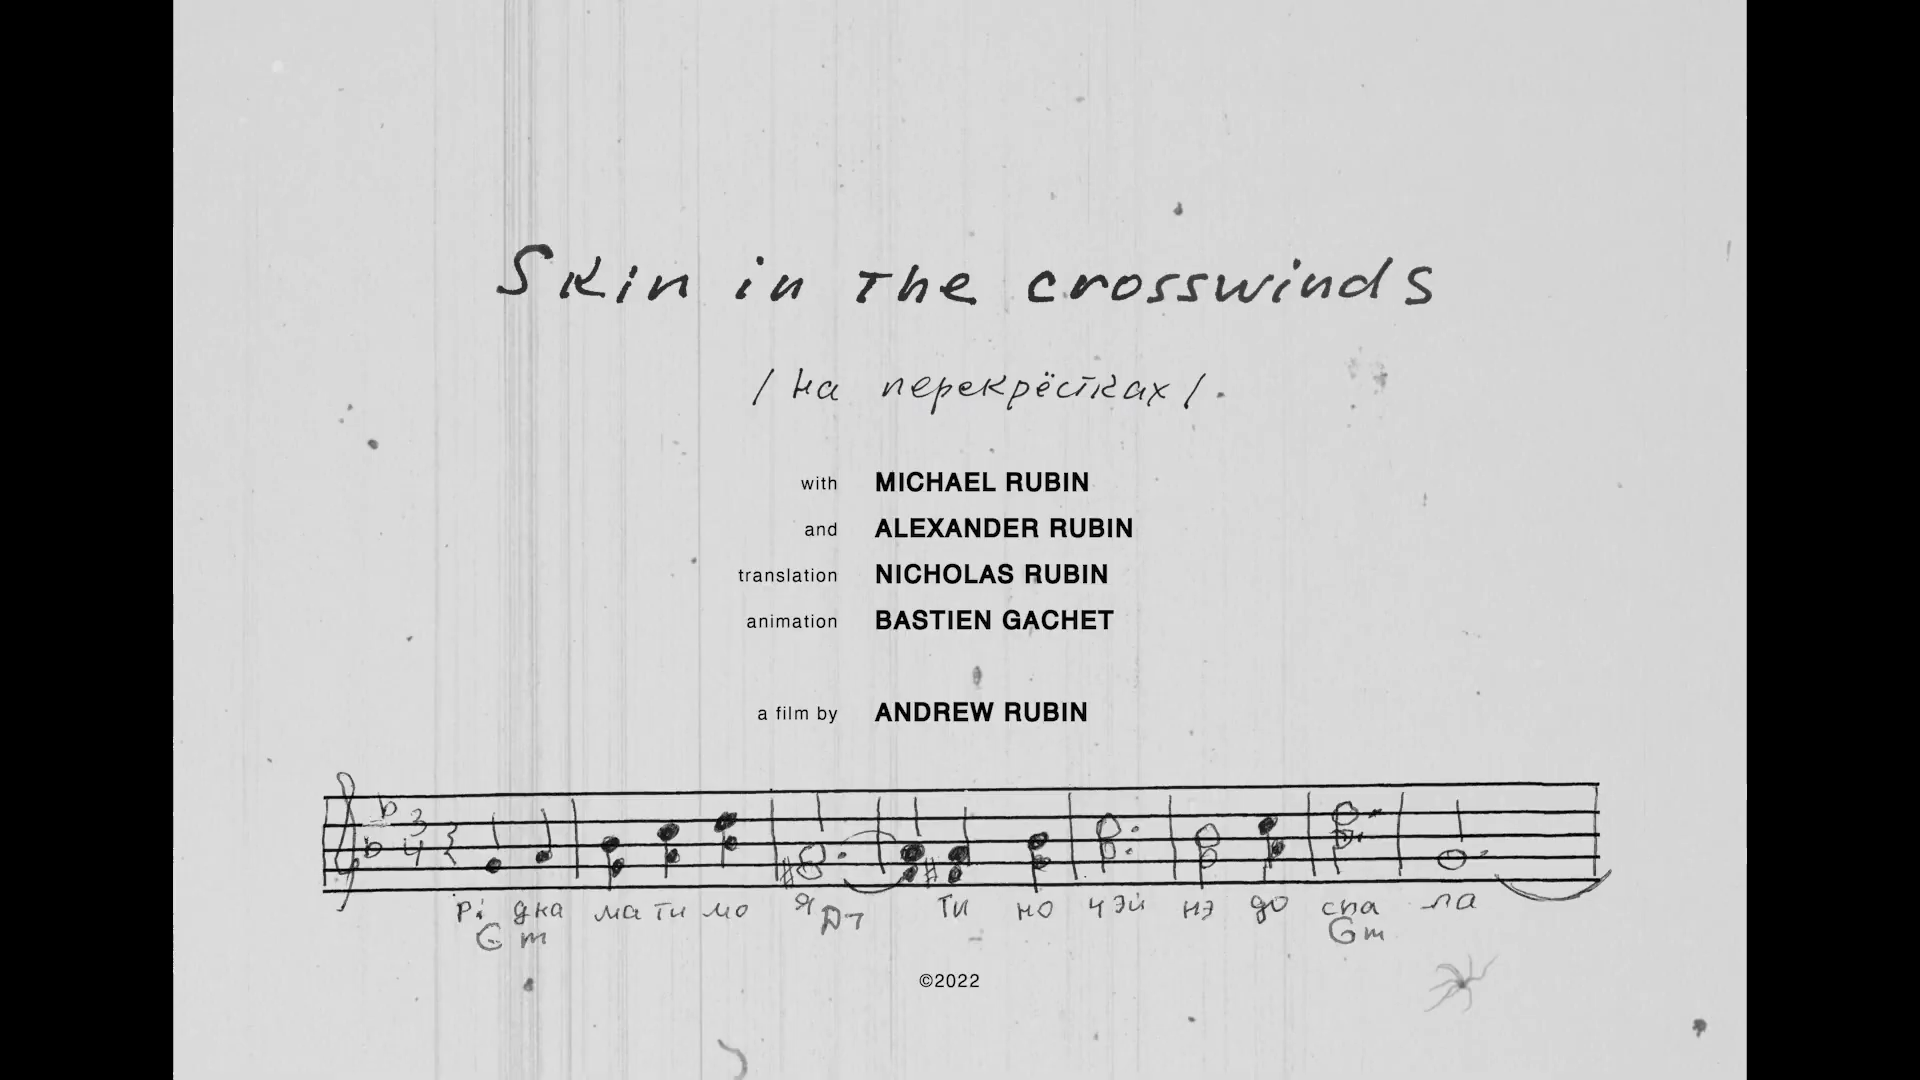 Skin in the crosswinds
/на перекрёстках/.
with MICHAEL RUBIN
and ALEXANDER RUBIN
translation NICHOLAS RUBIN
animation BASTIEN GACHET
a film by ANDREW RUBIN
3
4
рі дна ма ти мо я ти но чэй нэ до спа ла
Gm D7 Gm
©2022